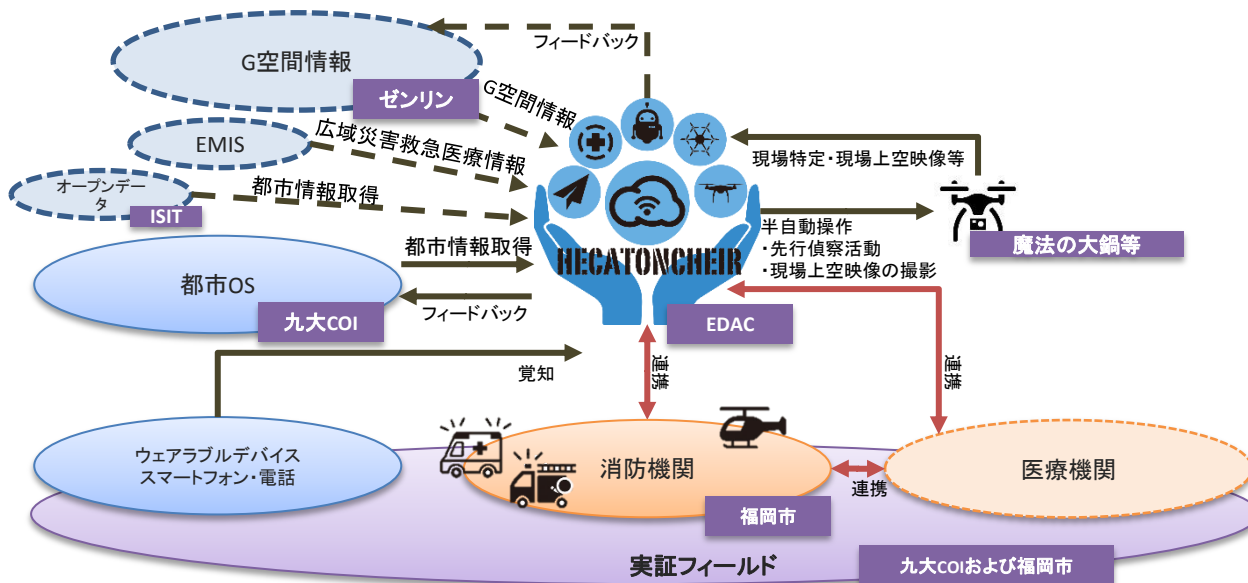 フィードバック
G空間情報
ゼンリン
G空間情報
EMIS
広域災害救急医療情報
オープンデー
タ
ISIT
都市情報取得
都市情報取得
都市OS
九大COI
フィードバック
HECATONCHEIR
EDAC
現場特定・現場上空映像等
魔法の大鍋等
半自動操作
・先行偵察活動
・現場上空映像の撮影
覚知
連携
連携
ウェアラブルデバイス
スマートフォン・電話
消防機関
福岡市
連携
医療機関
実証フィールド
九大COIおよび福岡市